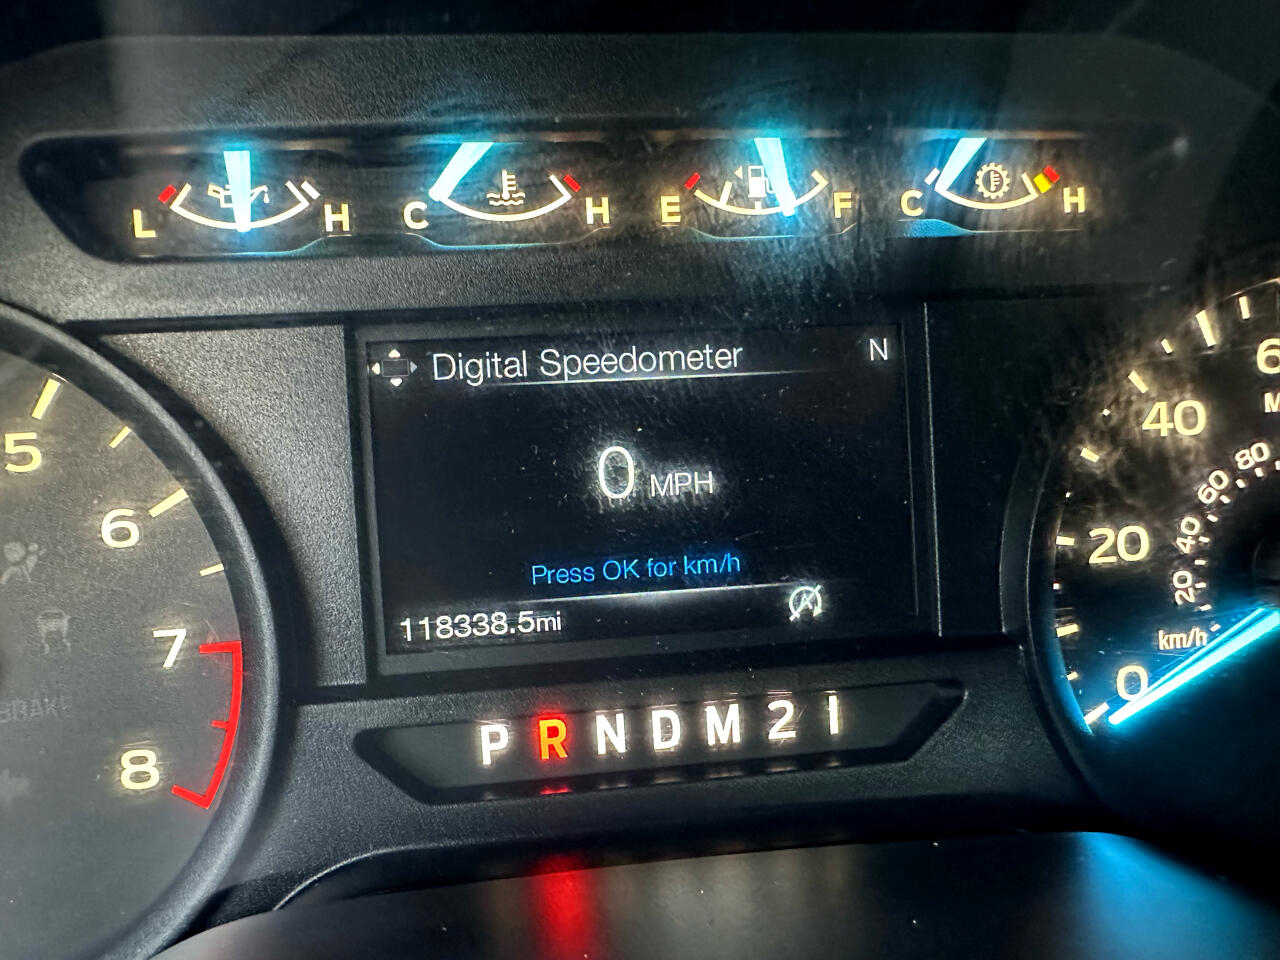 L H C H E F C H
Digital Speedometer N
0 MPH
Press OK for km/h
118338.5mi
P R N D M 2 1
5
6
7
8
BRAKE
40
20
0
80
60
40
20
km/h